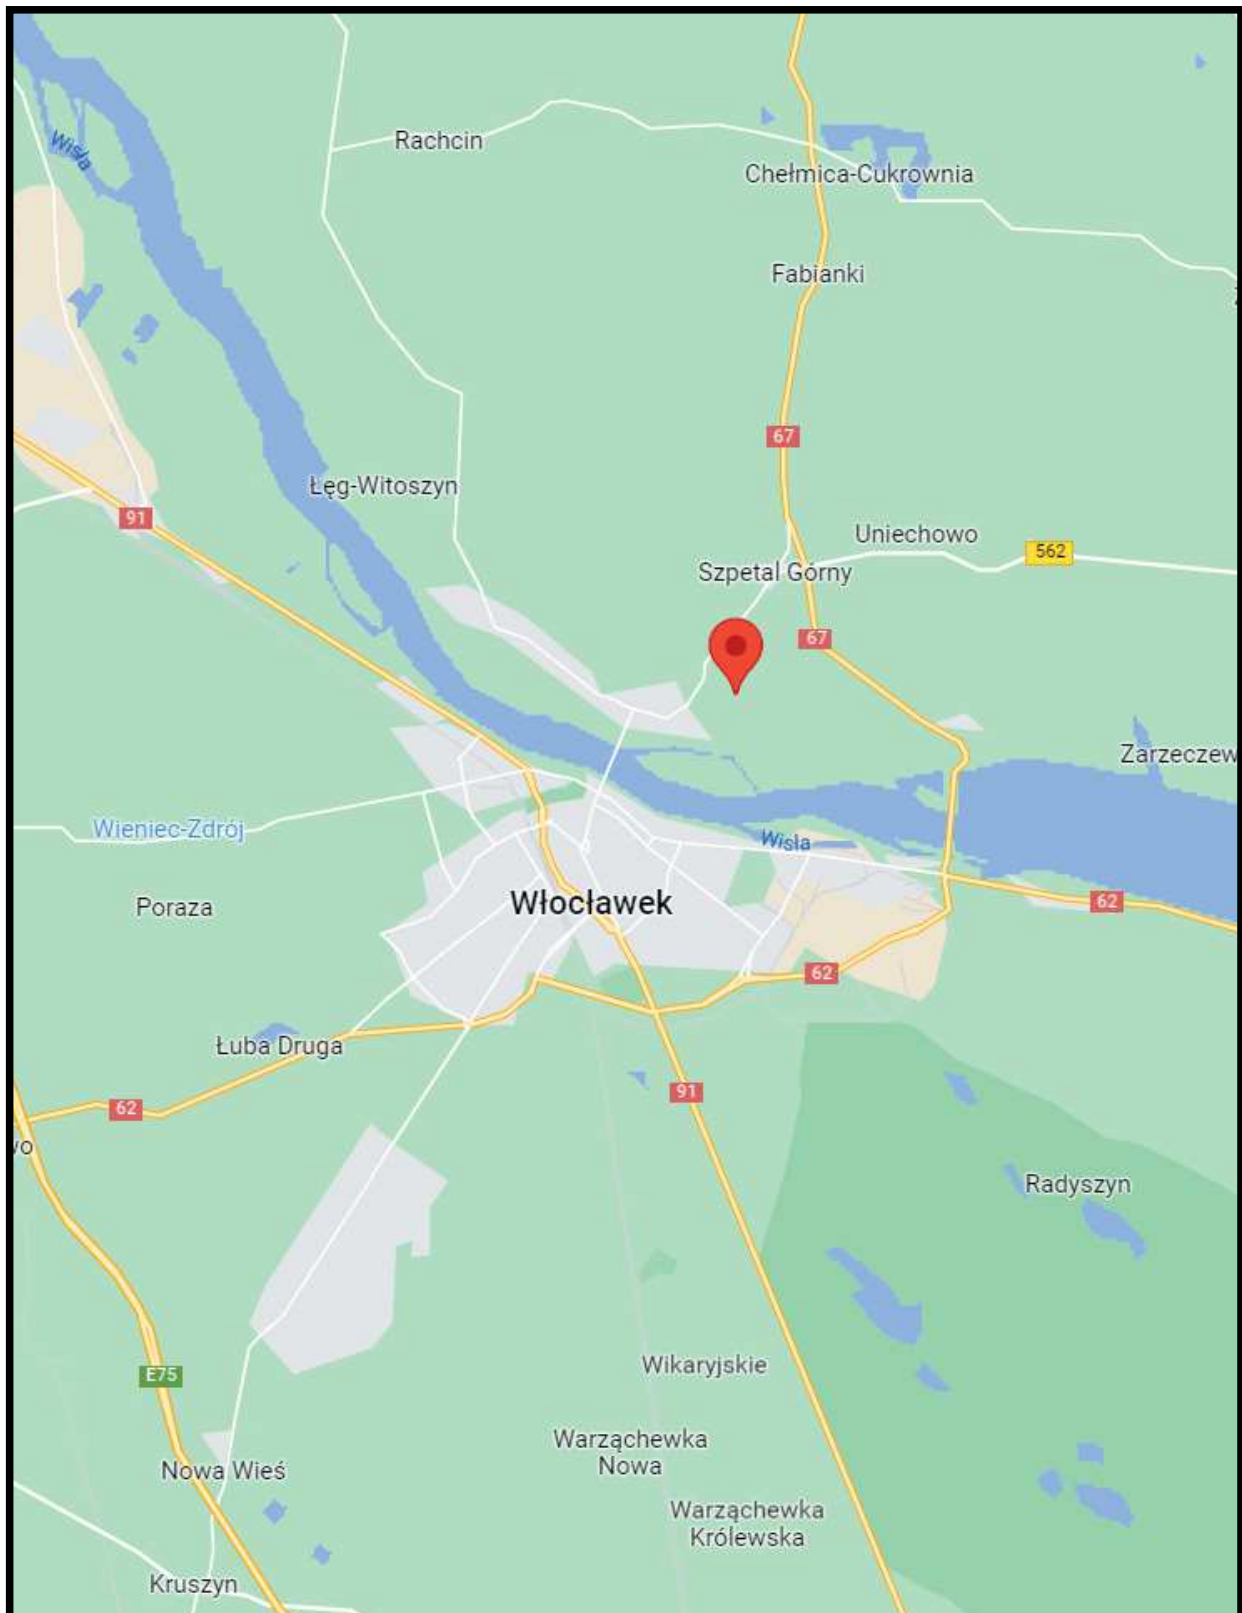 Wisła
Rachcin
Chełmica-Cukrownia
Fabianki
67
Łęg-Witoszyn
91
Uniechowo
562
Szpetal Górny
67
Zarzeczew
Wieniec-Zdrój
Wisła
Poraza
Włocławek
62
62
Łuba Druga
91
62
vo
Radyszyn
Wikaryjskie
E75
Warząchewka
Nowa
Nowa Wieś
Warząchewka
Królewska
Kruszyn